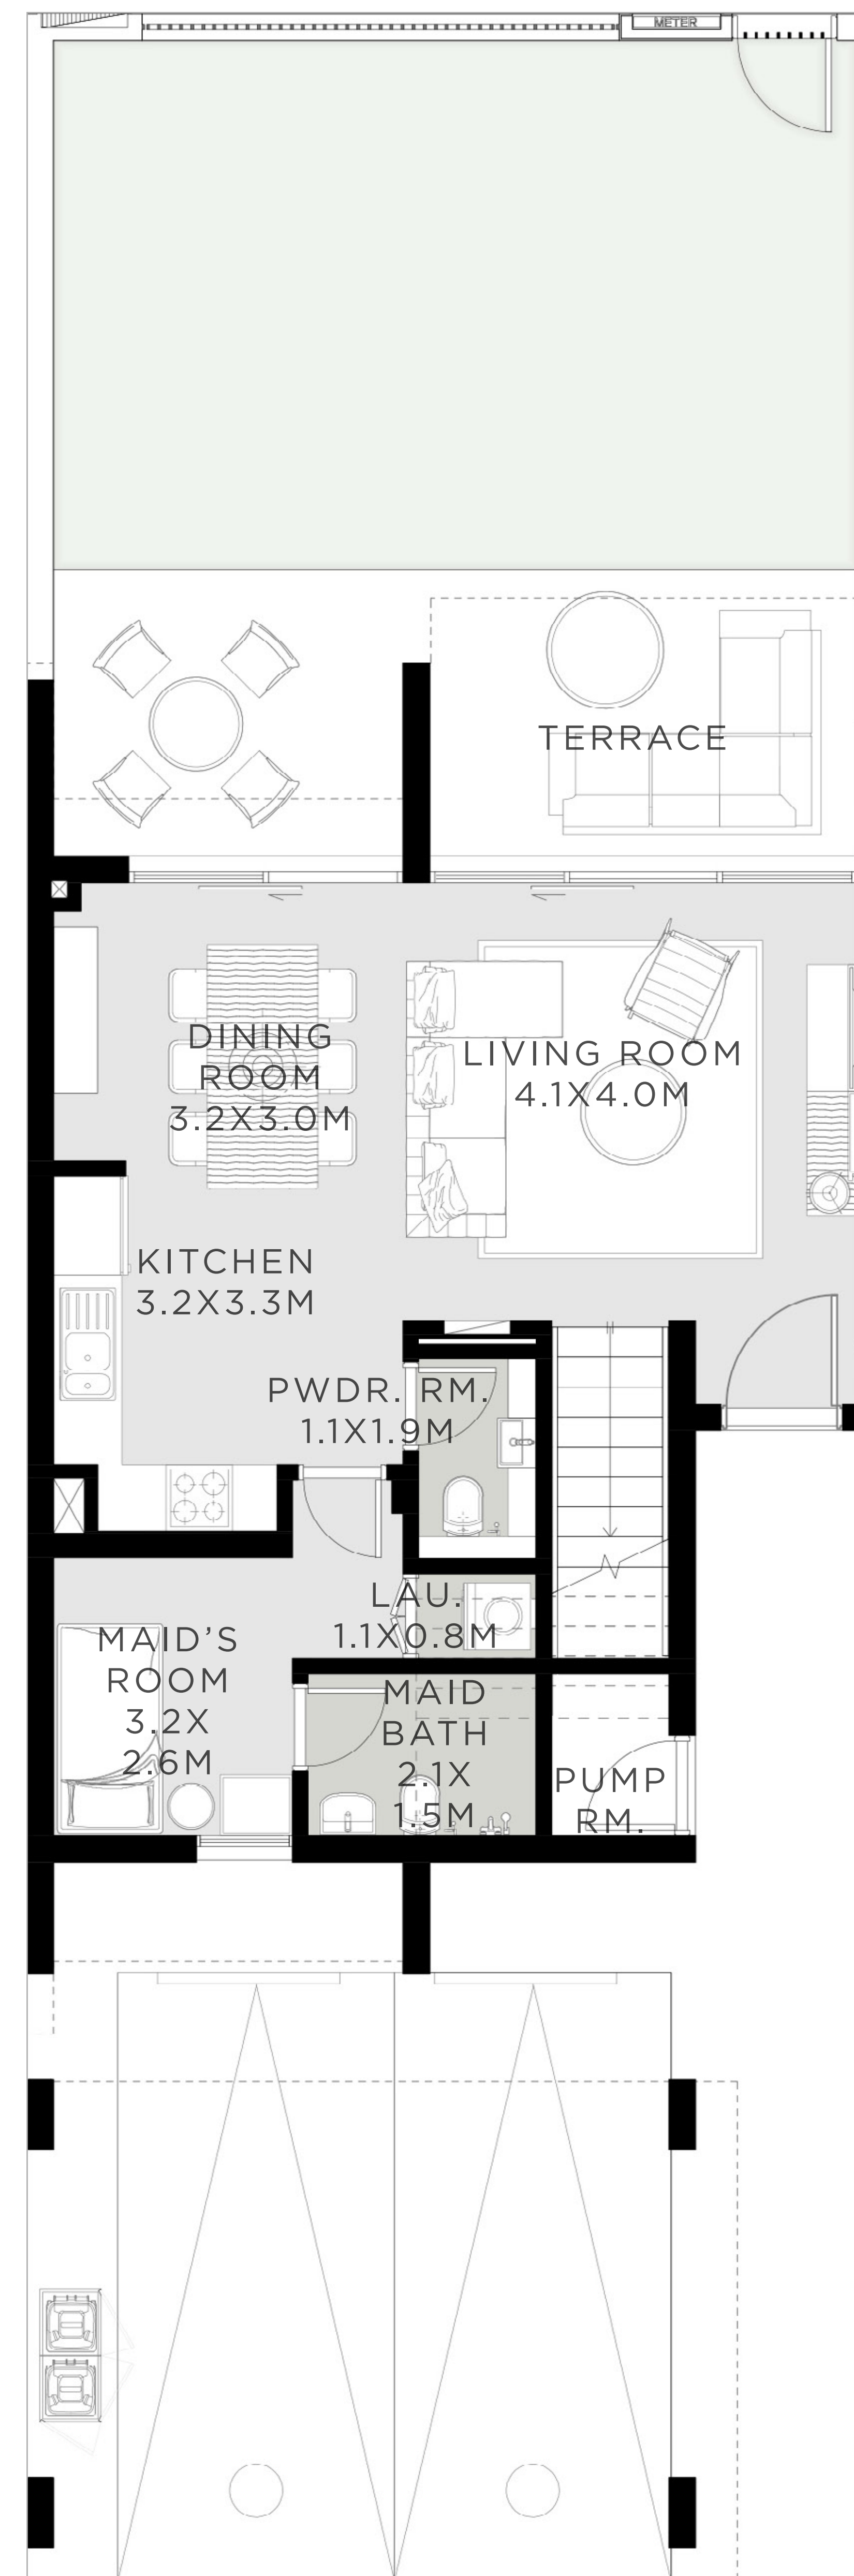 METER
TERRACE
DINING
ROOM
3.2X3.0M
LIVING ROOM
4.1X4.0M
KITCHEN
3.2X3.3M
PWDR. RM.
1.1X1.9M
LAU.
1.1X0.8M
MAID'S
ROOM
3.2X
2.6M
MAID
BATH
2.1X
1.5M
PUMP
RM.